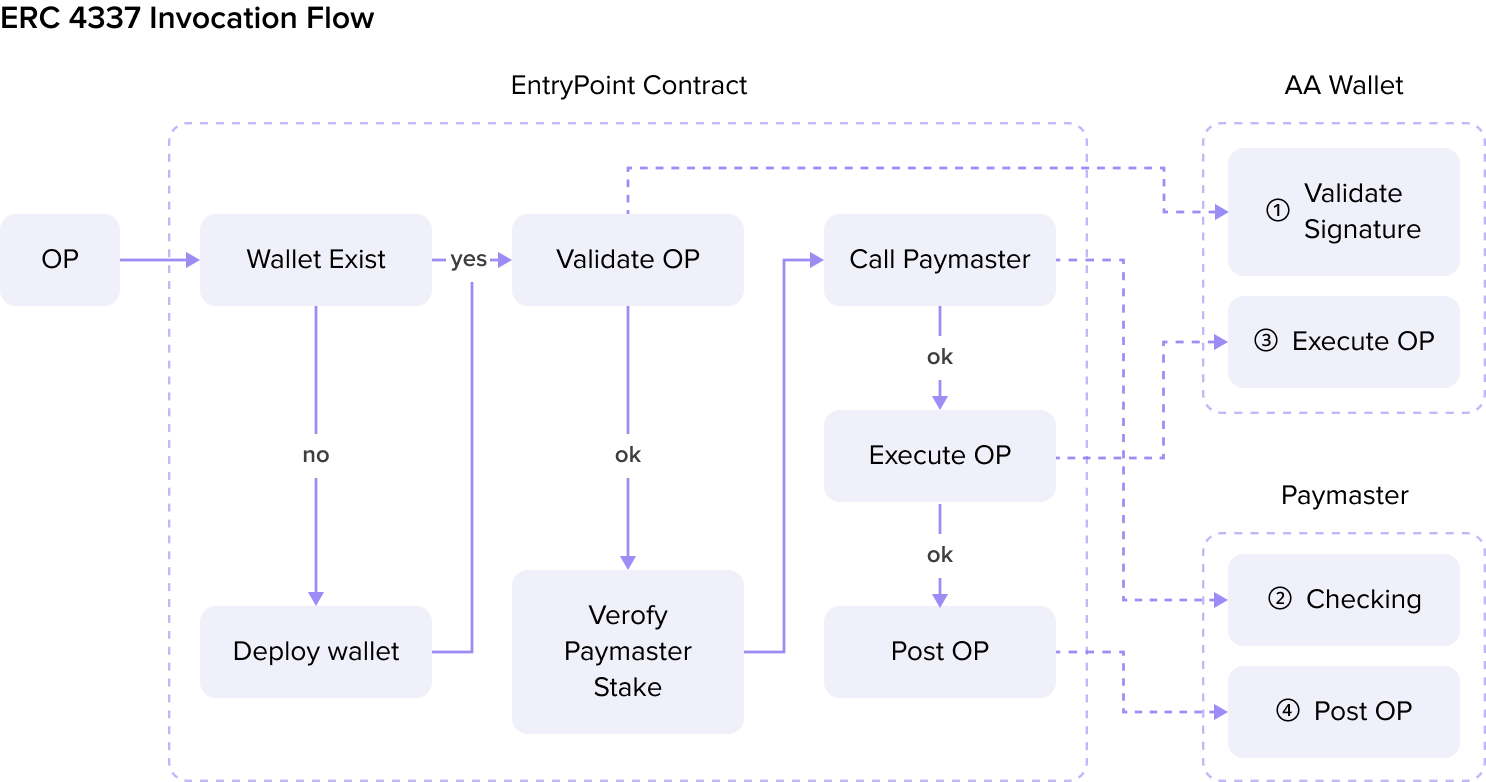 ERC 4337 Invocation Flow
EntryPoint Contract
AA Wallet
OP
Wallet Exist
yes
Validate OP
Call Paymaster
① Validate
Signature
③ Execute OP
no
ok
ok
Execute OP
ok
Deploy wallet
Verofy
Paymaster
Stake
Post OP
Paymaster
② Checking
④ Post OP